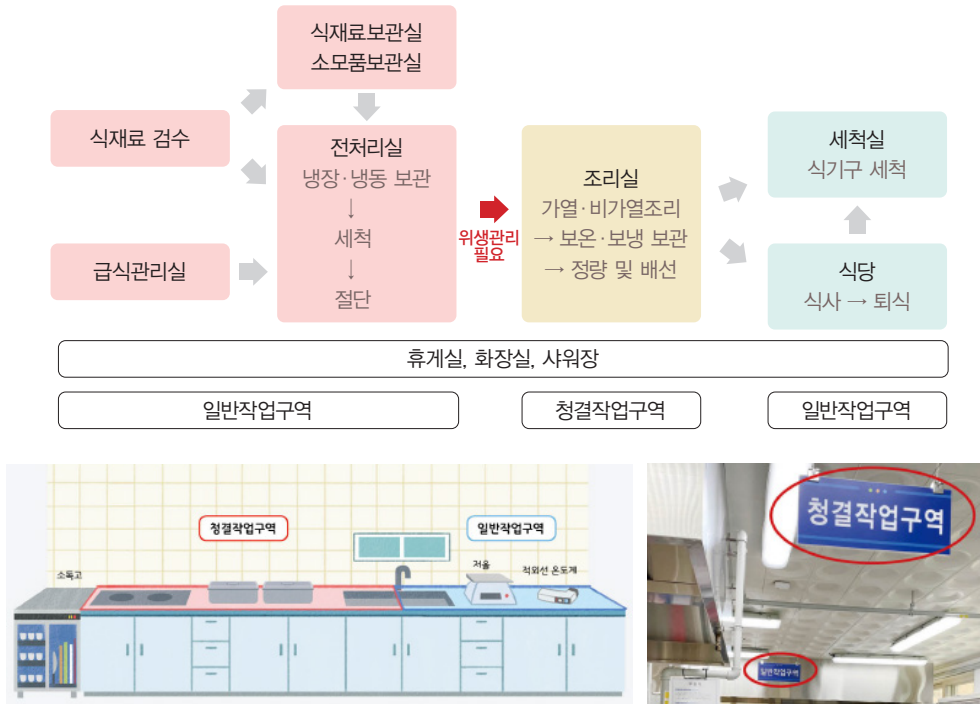 식재료보관실
소모품보관실
식재료 검수
전처리실
냉장·냉동 보관
↓
세척
↓
절단
급식관리실
위생관리
필요
조리실
가열·비가열조리
→ 보온·보냉 보관
→ 정량 및 배선
세척실
식기구 세척
식당
식사 → 퇴식
휴게실, 화장실, 샤워장
일반작업구역
청결작업구역
일반작업구역
청결작업구역
일반작업구역
소독고
저울
적외선 온도계
청결작업구역
일반작업구역